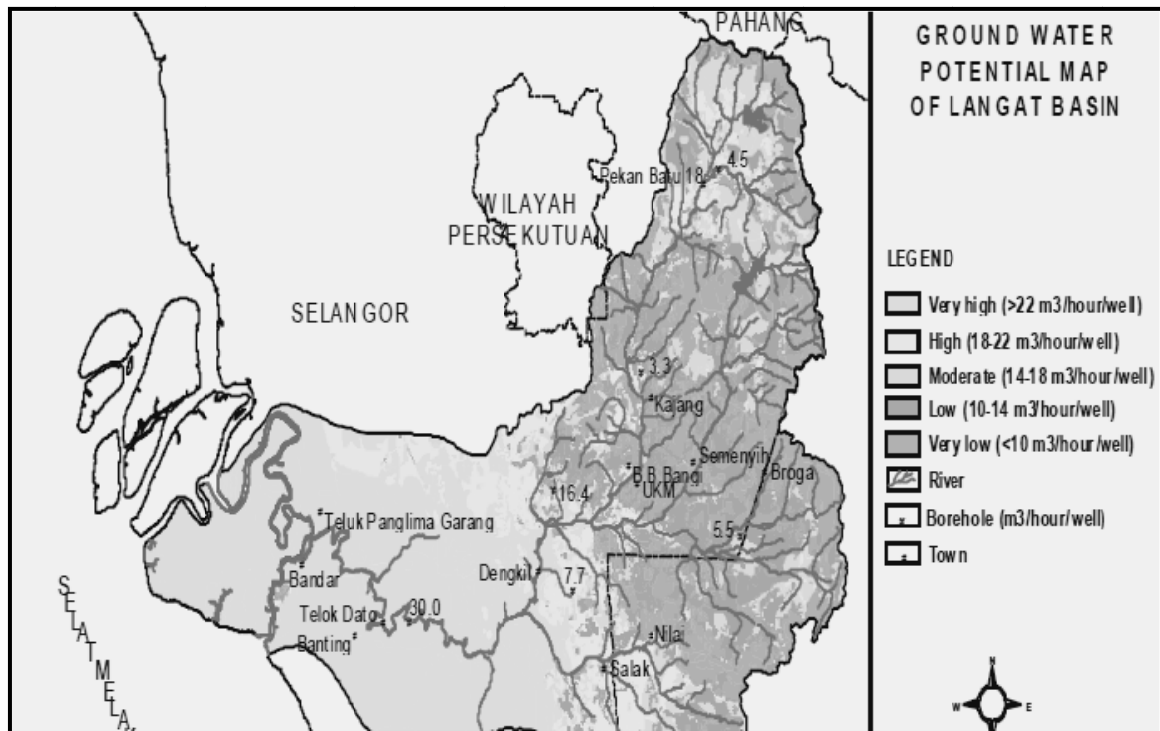 PAHANG
GROUND WATER
POTENTIAL MAP
OF LANGAT BASIN
4.5
Pekan Batu 18
WILAYAH
PERSEKUTUAN
LEGEND
SELANGOR
Very high (>22 m3/hour/well)
High (18-22 m3/hour/well)
Moderate (14-18 m3/hour/well)
Low (10-14 m3/hour/well)
Very low (<10 m3/hour/well)
River
Borehole (m3/hour/well)
Town
3.3
Kajang
Semenyih
B.B.Bangi
Broga
UKM
16.4
Teluk Panglima Garang
5.5
Dengkil
7.7
Bandar
Telok Dato
30.0
Banting
Nilai
Salak
SELAT MELA
N
W
E